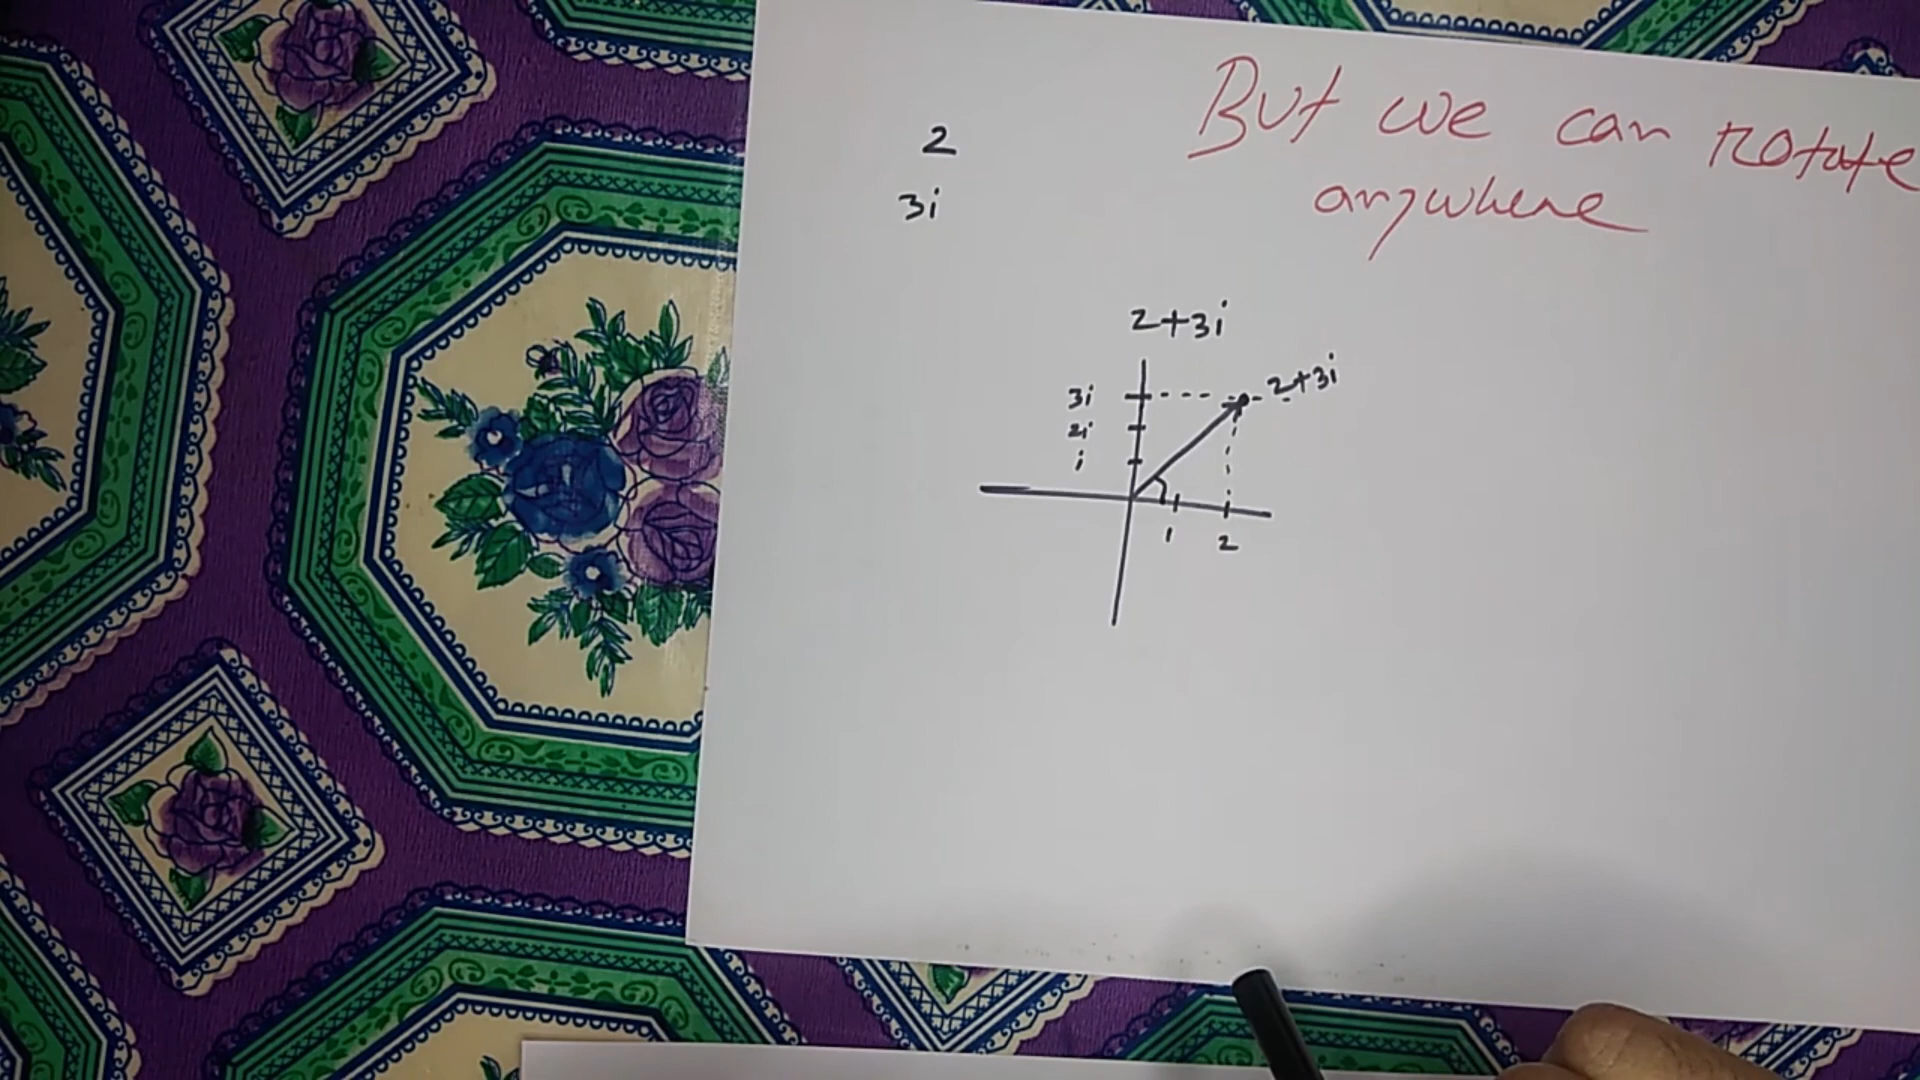 But we can rotate
anywhere
2
3i
2+3i
2+3i
3i
2i
i
1
2